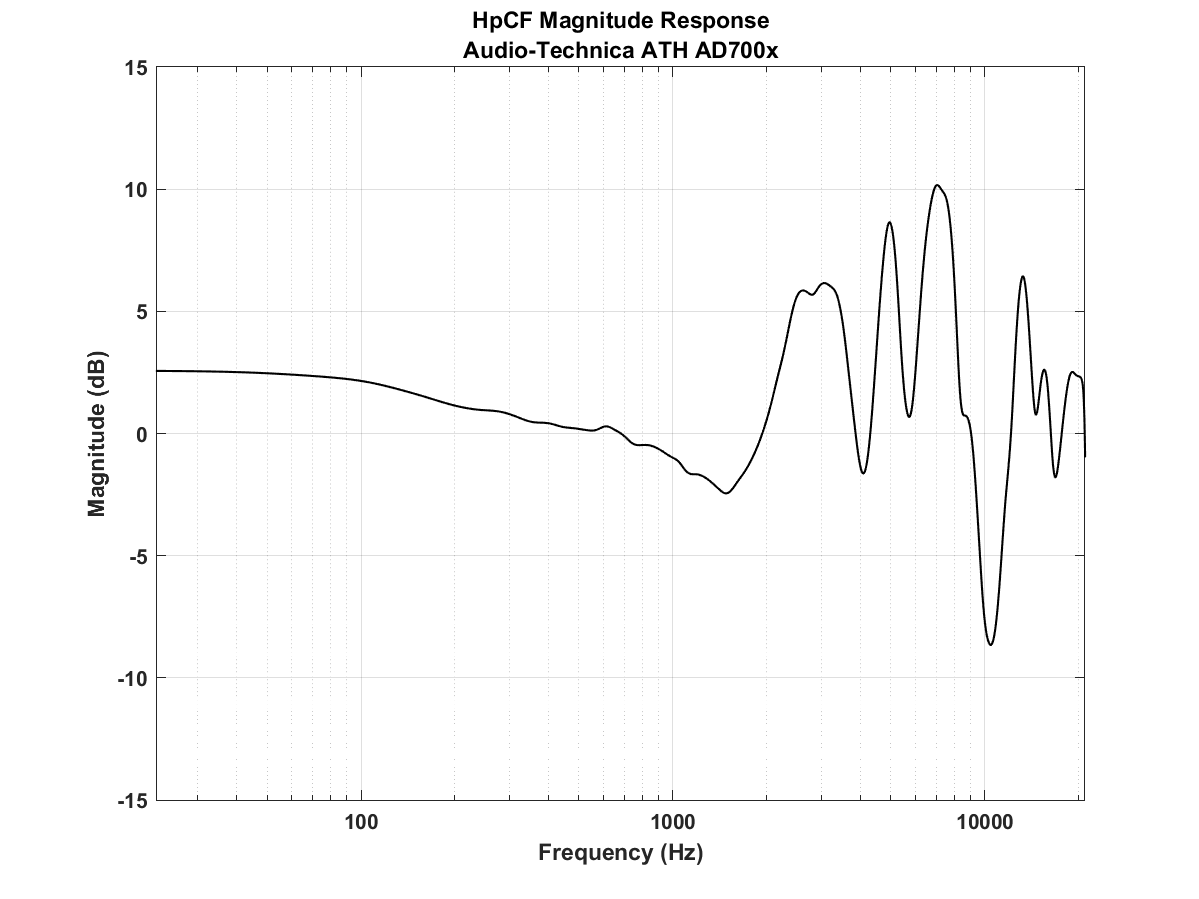 HpCF Magnitude Response
Audio-Technica ATH AD700x
15
10
5
0
-5
-10
-15
Magnitude (dB)
100
1000
10000
Frequency (Hz)